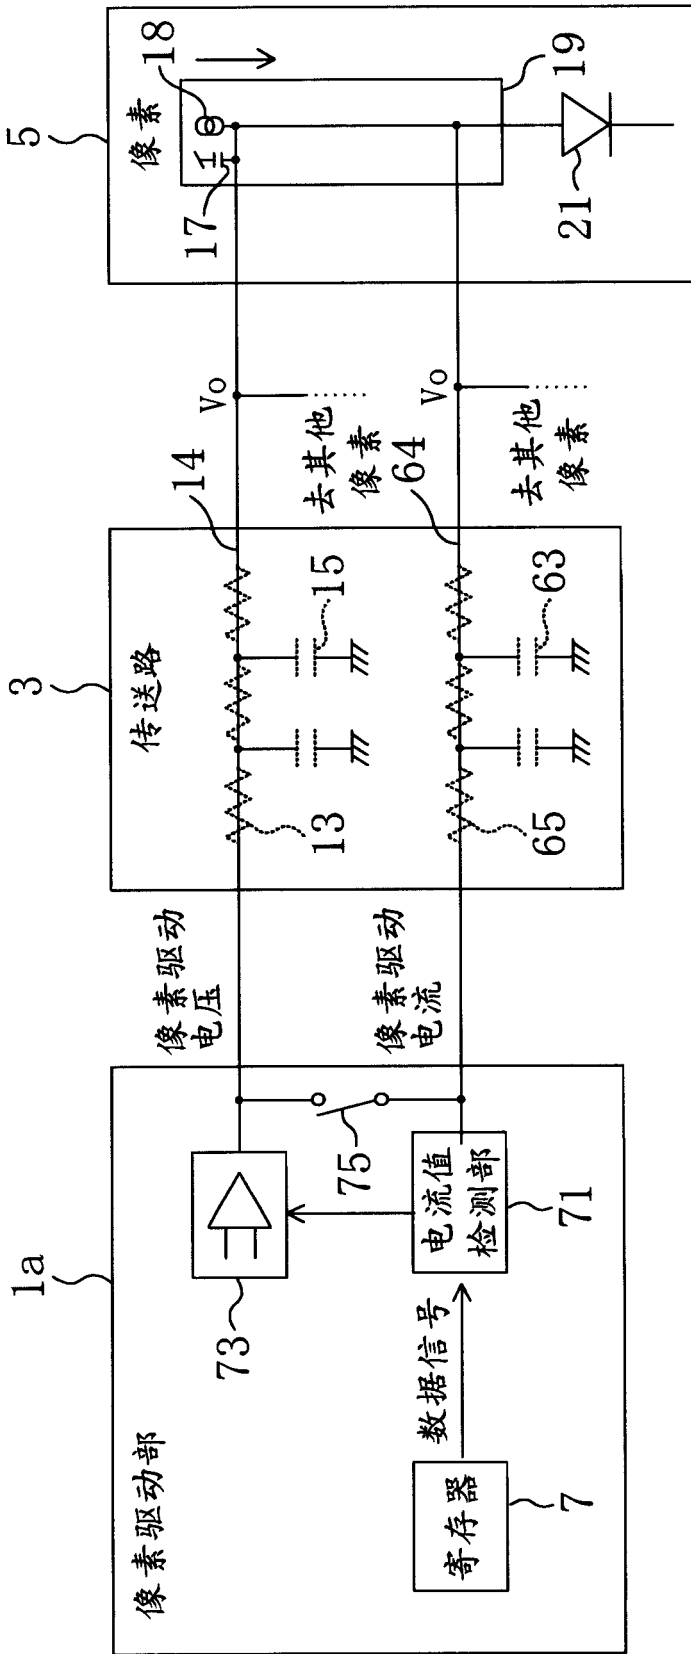 1a
像素驱动部
73
75
寄存器
7
数据信号
电流值
检测部
71
像素驱动
电压
像素驱动
电流
3
传送路
13
15
14
65
63
64
Vo
去其他
像素
Vo
去其他
像素
5
像素
17
18
19
21